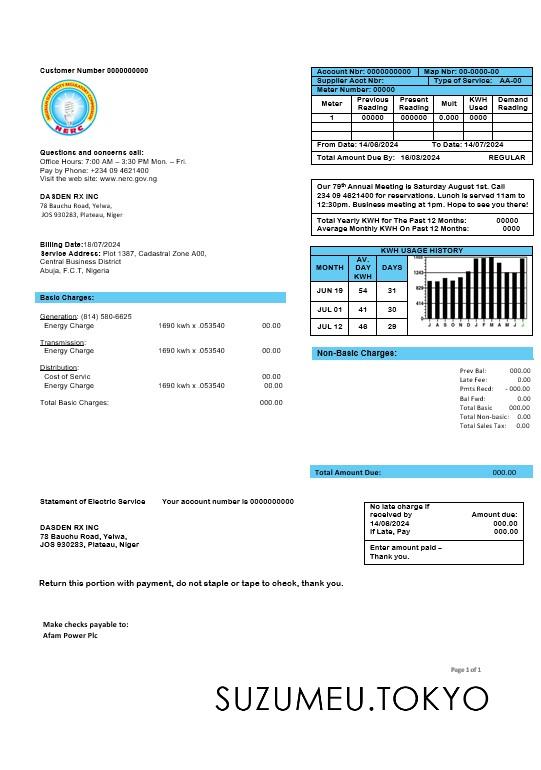 Customer Number 0000000000
NERC
Questions and concerns call:
Office Hours: 7:00 AM – 3:30 PM Mon. – Fri.
Pay by Phone: +234 09 4621400
Visit the web site: www.nerc.gov.ng
DASDEN RX INC
78 Bauchu Road, Yelwa,
JOS 930283, Plateau, Niger
Billing Date:18/07/2024
Service Address: Plot 1387, Cadastral Zone A00,
Central Business District
Abuja, F.C.T, Nigeria
Basic Charges:
Generation: (814) 580-6625
Energy Charge 1690 kwh x .053540 00.00
Transmission:
Energy Charge 1690 kwh x .053540 00.00
Distribution:
Cost of Servic 00.00
Energy Charge 1690 kwh x .053540 00.00
Total Basic Charges: 000.00
Account Nbr: 0000000000 Map Nbr: 00-0000-00
Supplier Acct Nbr: Type of Service: AA-00
Meter Number: 00000
Meter Previous Reading Present Reading Mult KWH Used Demand Reading
1 00000 000000 0.000 0000
From Date: 14/06/2024 To Date: 14/07/2024
Total Amount Due By: 16/03/2024 REGULAR
Our 79th Annual Meeting is Saturday August 1st. Call
234 09 4621400 for reservations. Lunch is served 11am to
12:30pm. Business meeting at 1pm. Hope to see you there!
Total Yearly KWH for The Past 12 Months: 00000
Average Monthly KWH On Past 12 Months: 0000
KWH USAGE HISTORY
MONTH AV. DAY KWH DAYS
JUN 19 54 31
JUL 01 41 30
JUL 12 46 29
J A S O N D J F M A M J J
Non-Basic Charges:
Prev Bal: 000.00
Late Fee: 0.00
Pmts Recd: - 000.00
Bal Fwd: 0.00
Total Basic 000.00
Total Non-basic: 0.00
Total Sales Tax: 0.00
Total Amount Due: 000.00
Statement of Electric Service Your account number is 0000000000
DASDEN RX INC
78 Bauchu Road, Yelwa,
JOS 930283, Plateau, Niger
No late charge if
received by Amount due:
14/08/2024 000.00
If Late, Pay 000.00
Enter amount paid –
Thank you.
Return this portion with payment, do not staple or tape to check, thank you.
Make checks payable to:
Afam Power Plc
Page 1 of 1
SUZUMEU.TOKYO